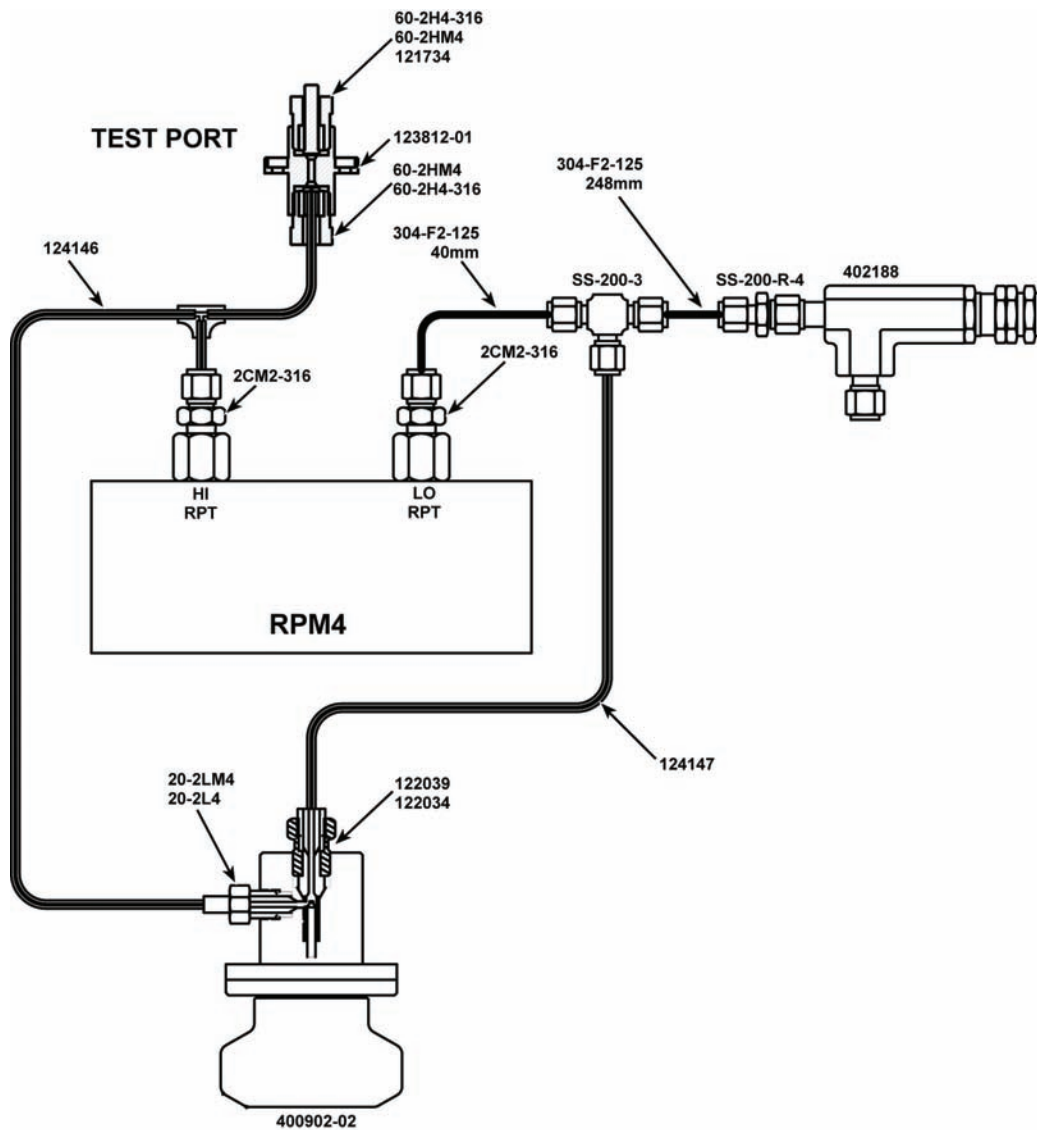 60-2H4-316
60-2HM4
121734
TEST PORT
123812-01
60-2HM4
60-2H4-316
304-F2-125
248mm
304-F2-125
40mm
124146
SS-200-3
SS-200-R-4
402188
2CM2-316
2CM2-316
HI
RPT
LO
RPT
RPM4
124147
20-2LM4
20-2L4
122039
122034
400902-02